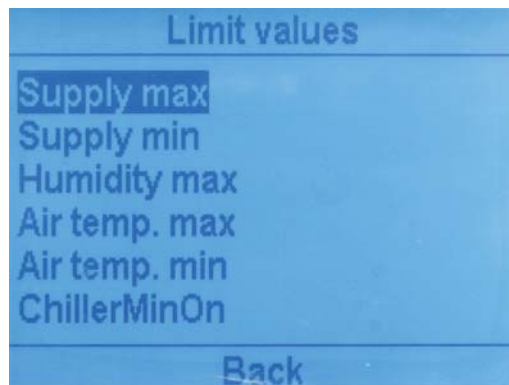 Limit values
Supply max
Supply min
Humidity max
Air temp. max
Air temp. min
ChillerMinOn
Back